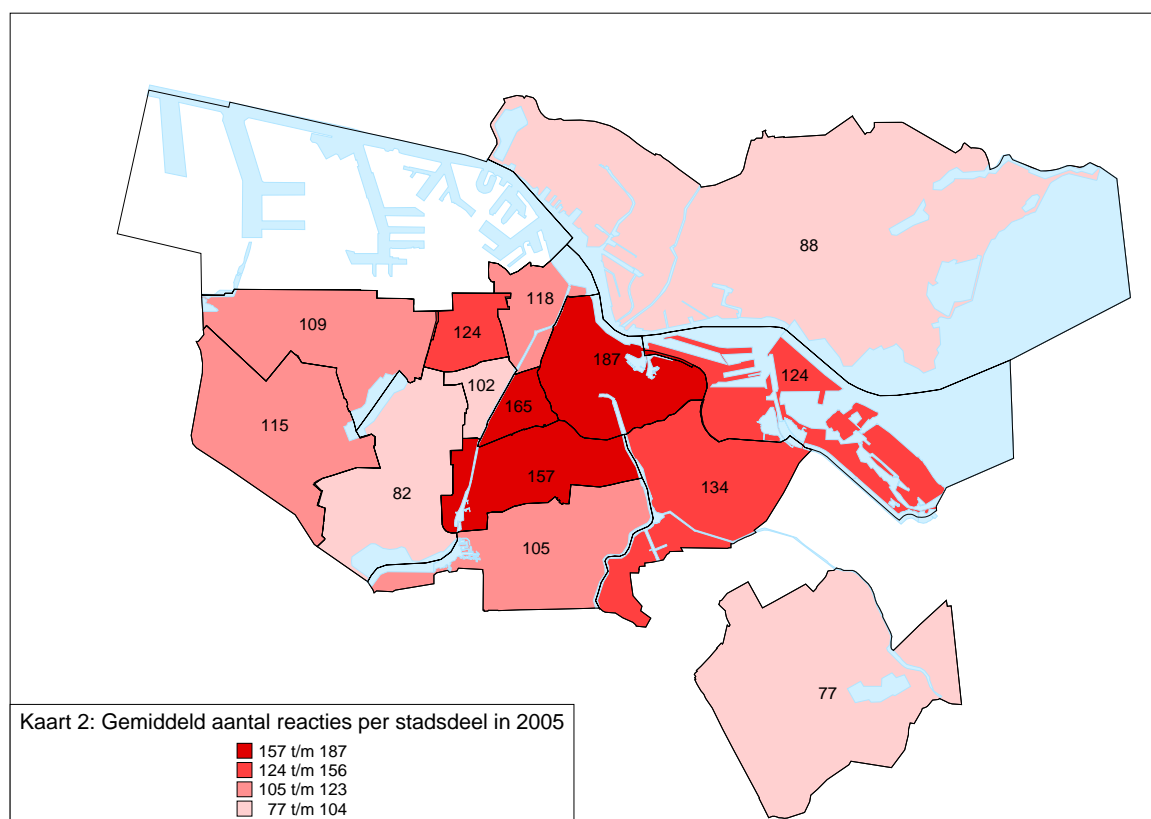 88
118
109
124
187
124
102
165
115
157
134
82
105
77
Kaart 2: Gemiddeld aantal reacties per stadsdeel in 2005
157 t/m 187
124 t/m 156
105 t/m 123
77 t/m 104